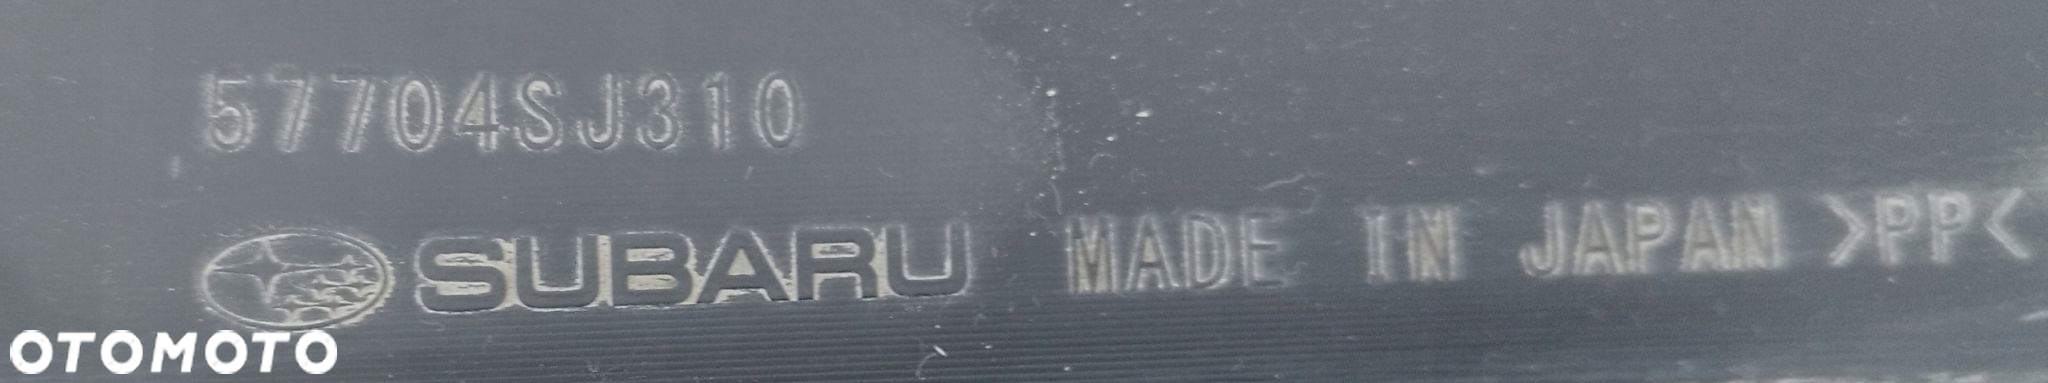 57704SJ310
SUBARU MADE IN JAPAN >PP<
OTOMOTO